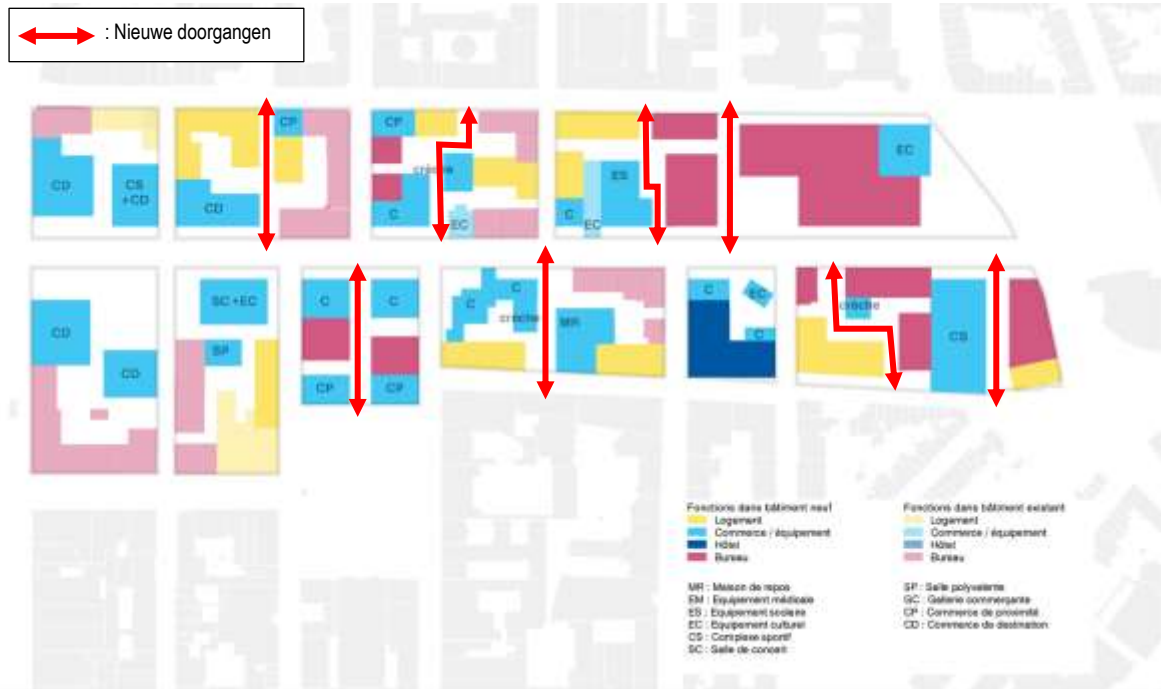 : Nieuwe doorgangen
CP
CP
EC
CD
CS
+CD
crèche
ES
CD
C
EC
C
EC
SC +EC
C
C
C
C
EC
crèche
CD
C
crèche
MR
C
CS
SP
CD
CP
CP
Fonctions dans bâtiment neuf
Logement
Commerce / équipement
Hôtel
Bureau
Fonctions dans bâtiment existant
Logement
Commerce / équipement
Hôtel
Bureau
MR : Maison de repos
EM : Equipement médicale
ES : Equipement scolaire
EC : Equipement culturel
CS : Complexe sportif
SC : Salle de concert
SP : Salle polyvalente
GC : Gallerie commerçante
CP : Commerce de proximité
CD : Commerce de destination